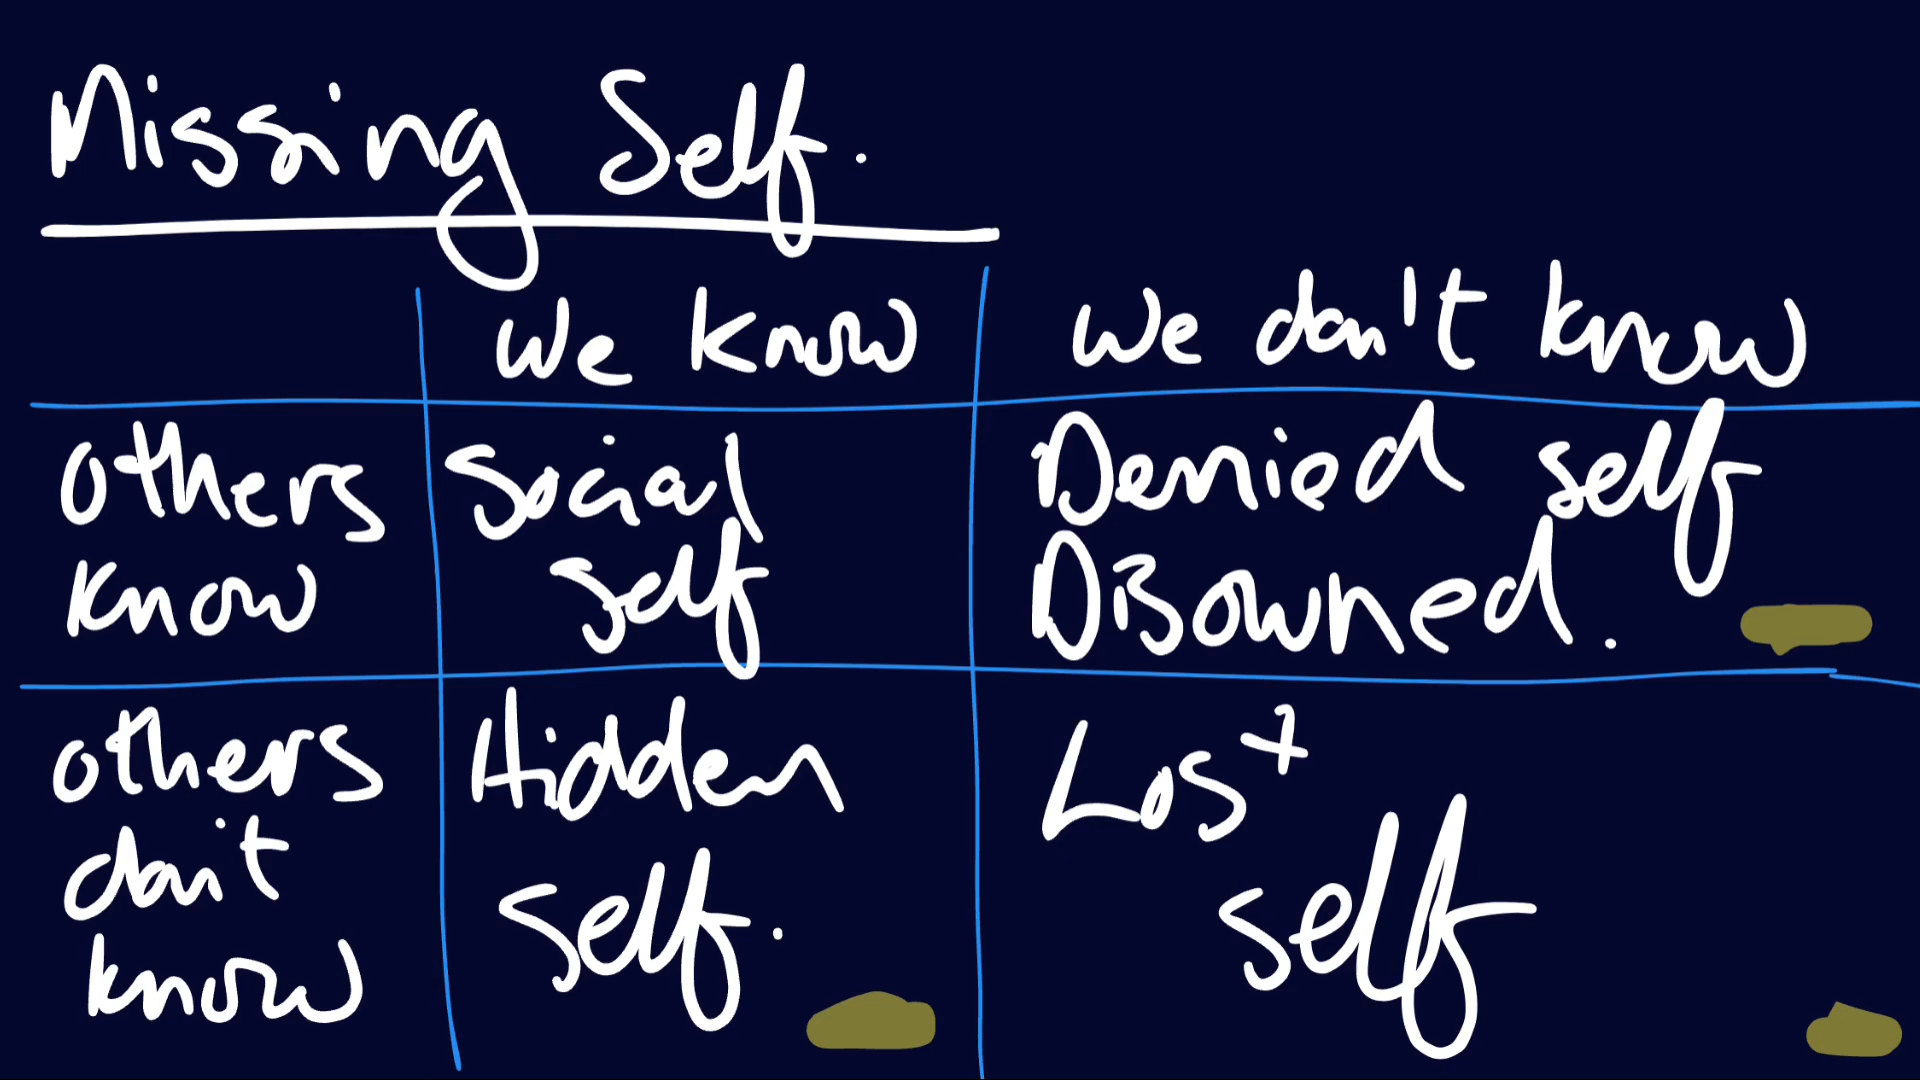 Missing Self.
We know
We don't know
others
know
Social
self
Denied self
Disowned.
others
don't
know
Hidden
self.
Lost
self